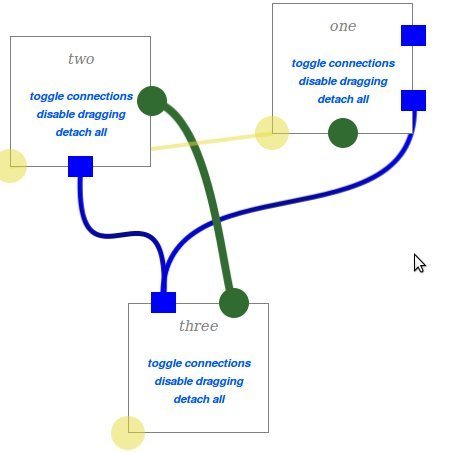 one
toggle connections
disable dragging
detach all
two
toggle connections
disable dragging
detach all
three
toggle connections
disable dragging
detach all